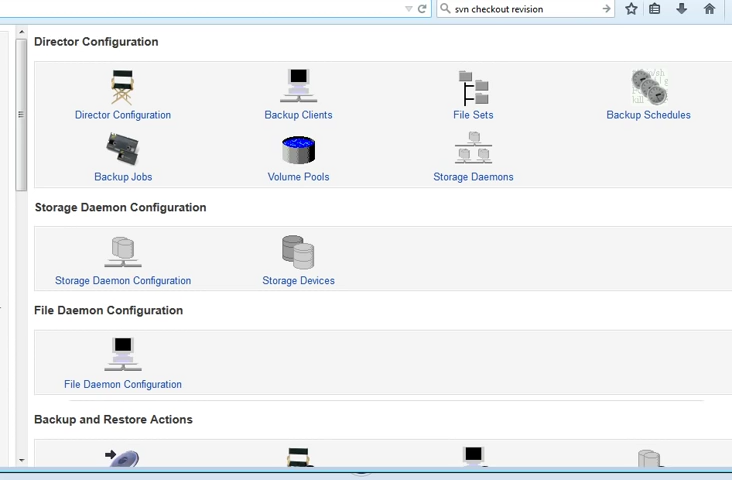 svn checkout revision
Director Configuration
Director Configuration
Backup Clients
File Sets
Backup Schedules
Backup Jobs
Volume Pools
Storage Daemons
Storage Daemon Configuration
Storage Daemon Configuration
Storage Devices
File Daemon Configuration
File Daemon Configuration
Backup and Restore Actions